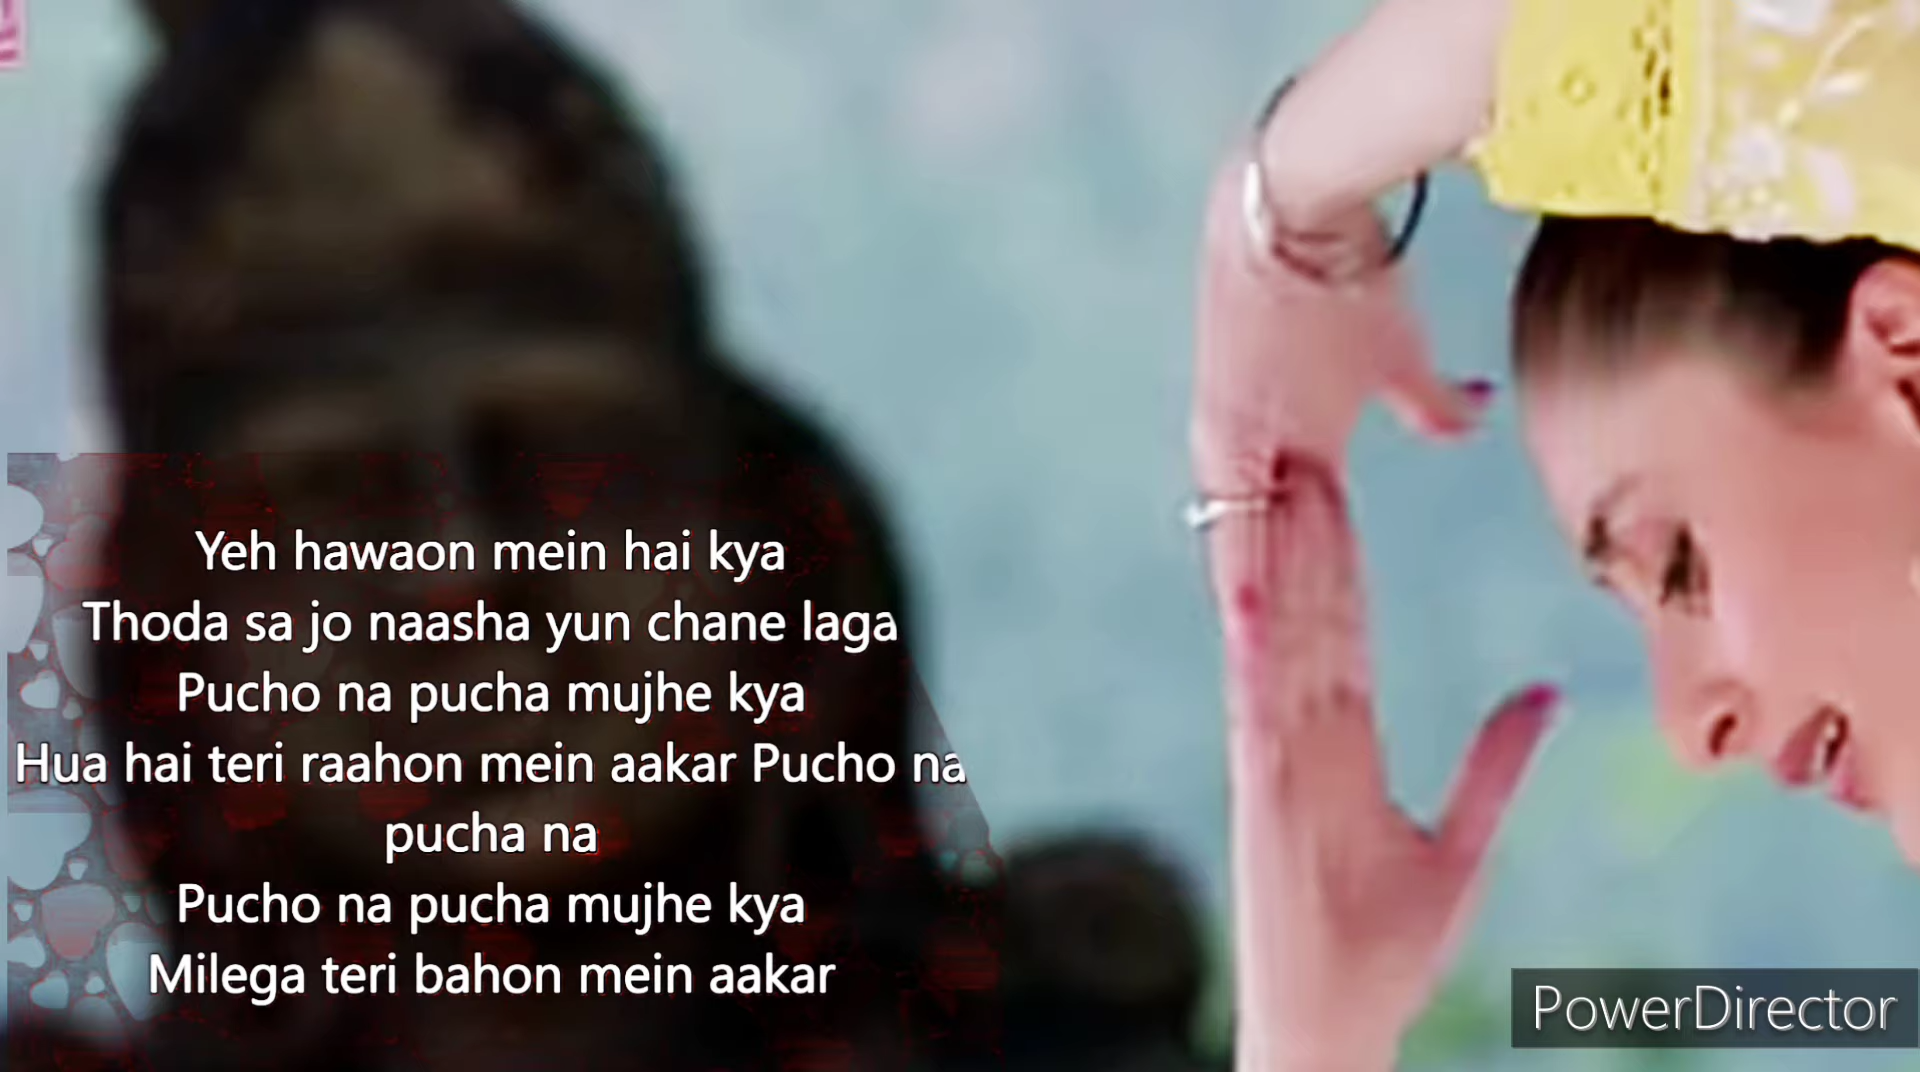 Yeh hawaon mein hai kya
Thoda sa jo naasha yun chane laga
Pucho na pucha mujhe kya
Hua hai teri raahon mein aakar Pucho na
pucha na
Pucho na pucha mujhe kya
Milega teri bahon mein aakar
PowerDirector